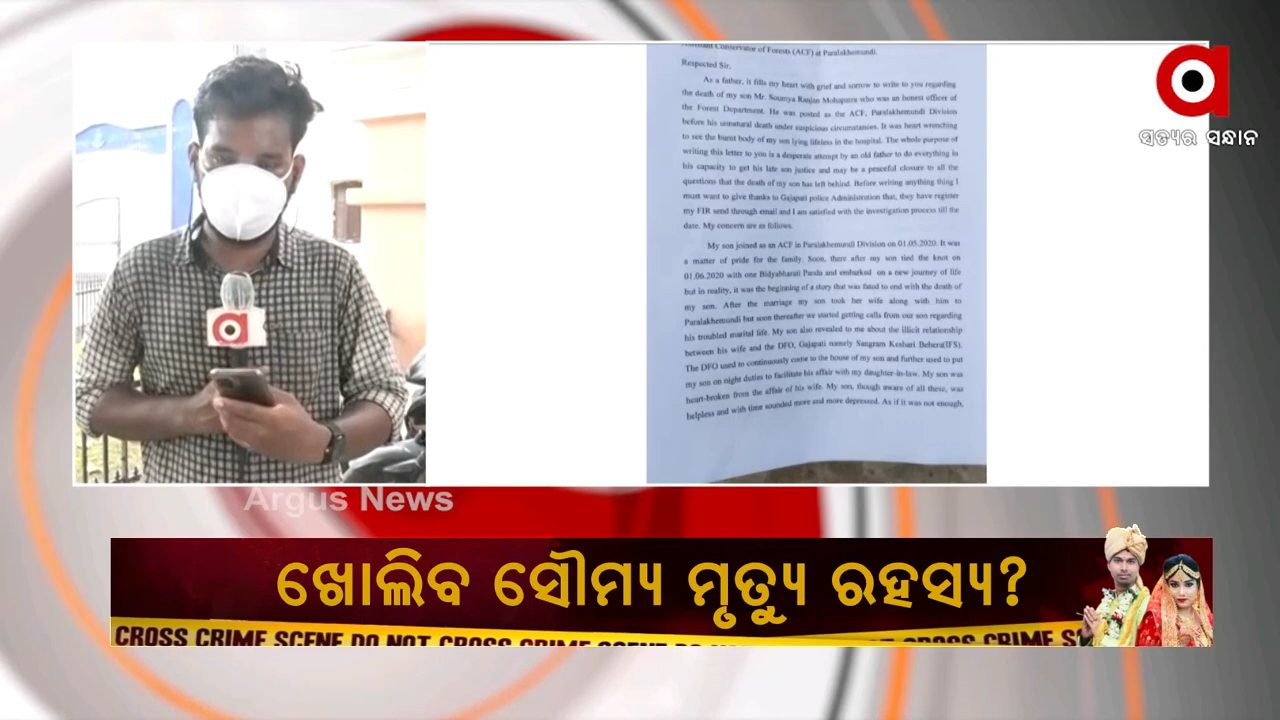 Assistant Conservator of Forests (ACF) at Paralakhemundi.
Respected Sir,
As a father, it fills my heart with grief and sorrow to write to you regarding
the death of my son Mr. Soumya Ranjan Mohapatra who was an honest officer of
the Forest Department. He was posted as the ACF, Paralakhemundi Division
before his unnatural death under suspicious circumstances. It was heart wrenching
to see the burnt body of my son lying lifeless in the hospital. The whole purpose of
writing this letter to you is a desperate attempt by an old father to do everything in
his capacity to get his late son justice and may be a peaceful closure to all the
questions that the death of my son has left behind. Before writing anything thing I
must want to give thanks to Gajapati police Administration that, they have register
my FIR send through email and I am satisfied with the investigation process till the
date. My concern are as follows.
My son joined as an ACF in Paralakhemundi Division on 01.05.2020. It was
a matter of pride for the family. Soon, there after my son tied the knot on
01.06.2020 with one Bidyabharati Panda and embarked on a new journey of life
but in reality, it was the beginning of a story that was fated to end with the death of
my son. After the marriage my son took her wife along with him to
Paralakhemundi but soon thereafter we started getting calls from our son regarding
his troubled marital life. My son also revealed to me about the illicit relationship
between his wife and the DFO, Gajapati namely Sangram Keshari Behera(IFS).
The DFO used to continuously come to the house of my son and further used to put
my son on night duties to facilitate his affair with my daughter-in-law. My son was
heart-broken from the affair of his wife. My son, though aware of all these, was
helpless and with time sounded more and more depressed. As if it was not enough,
ସତ୍ୟର ସନ୍ଧାନ
Argus News
ଖୋଲିବ ସୌମ୍ୟ ମୃତ୍ୟୁ ରହସ୍ୟ?
CROSS CRIME SCENE DO NOT CROSS CRIME SCENE DO NOT CROSS CRIME SC